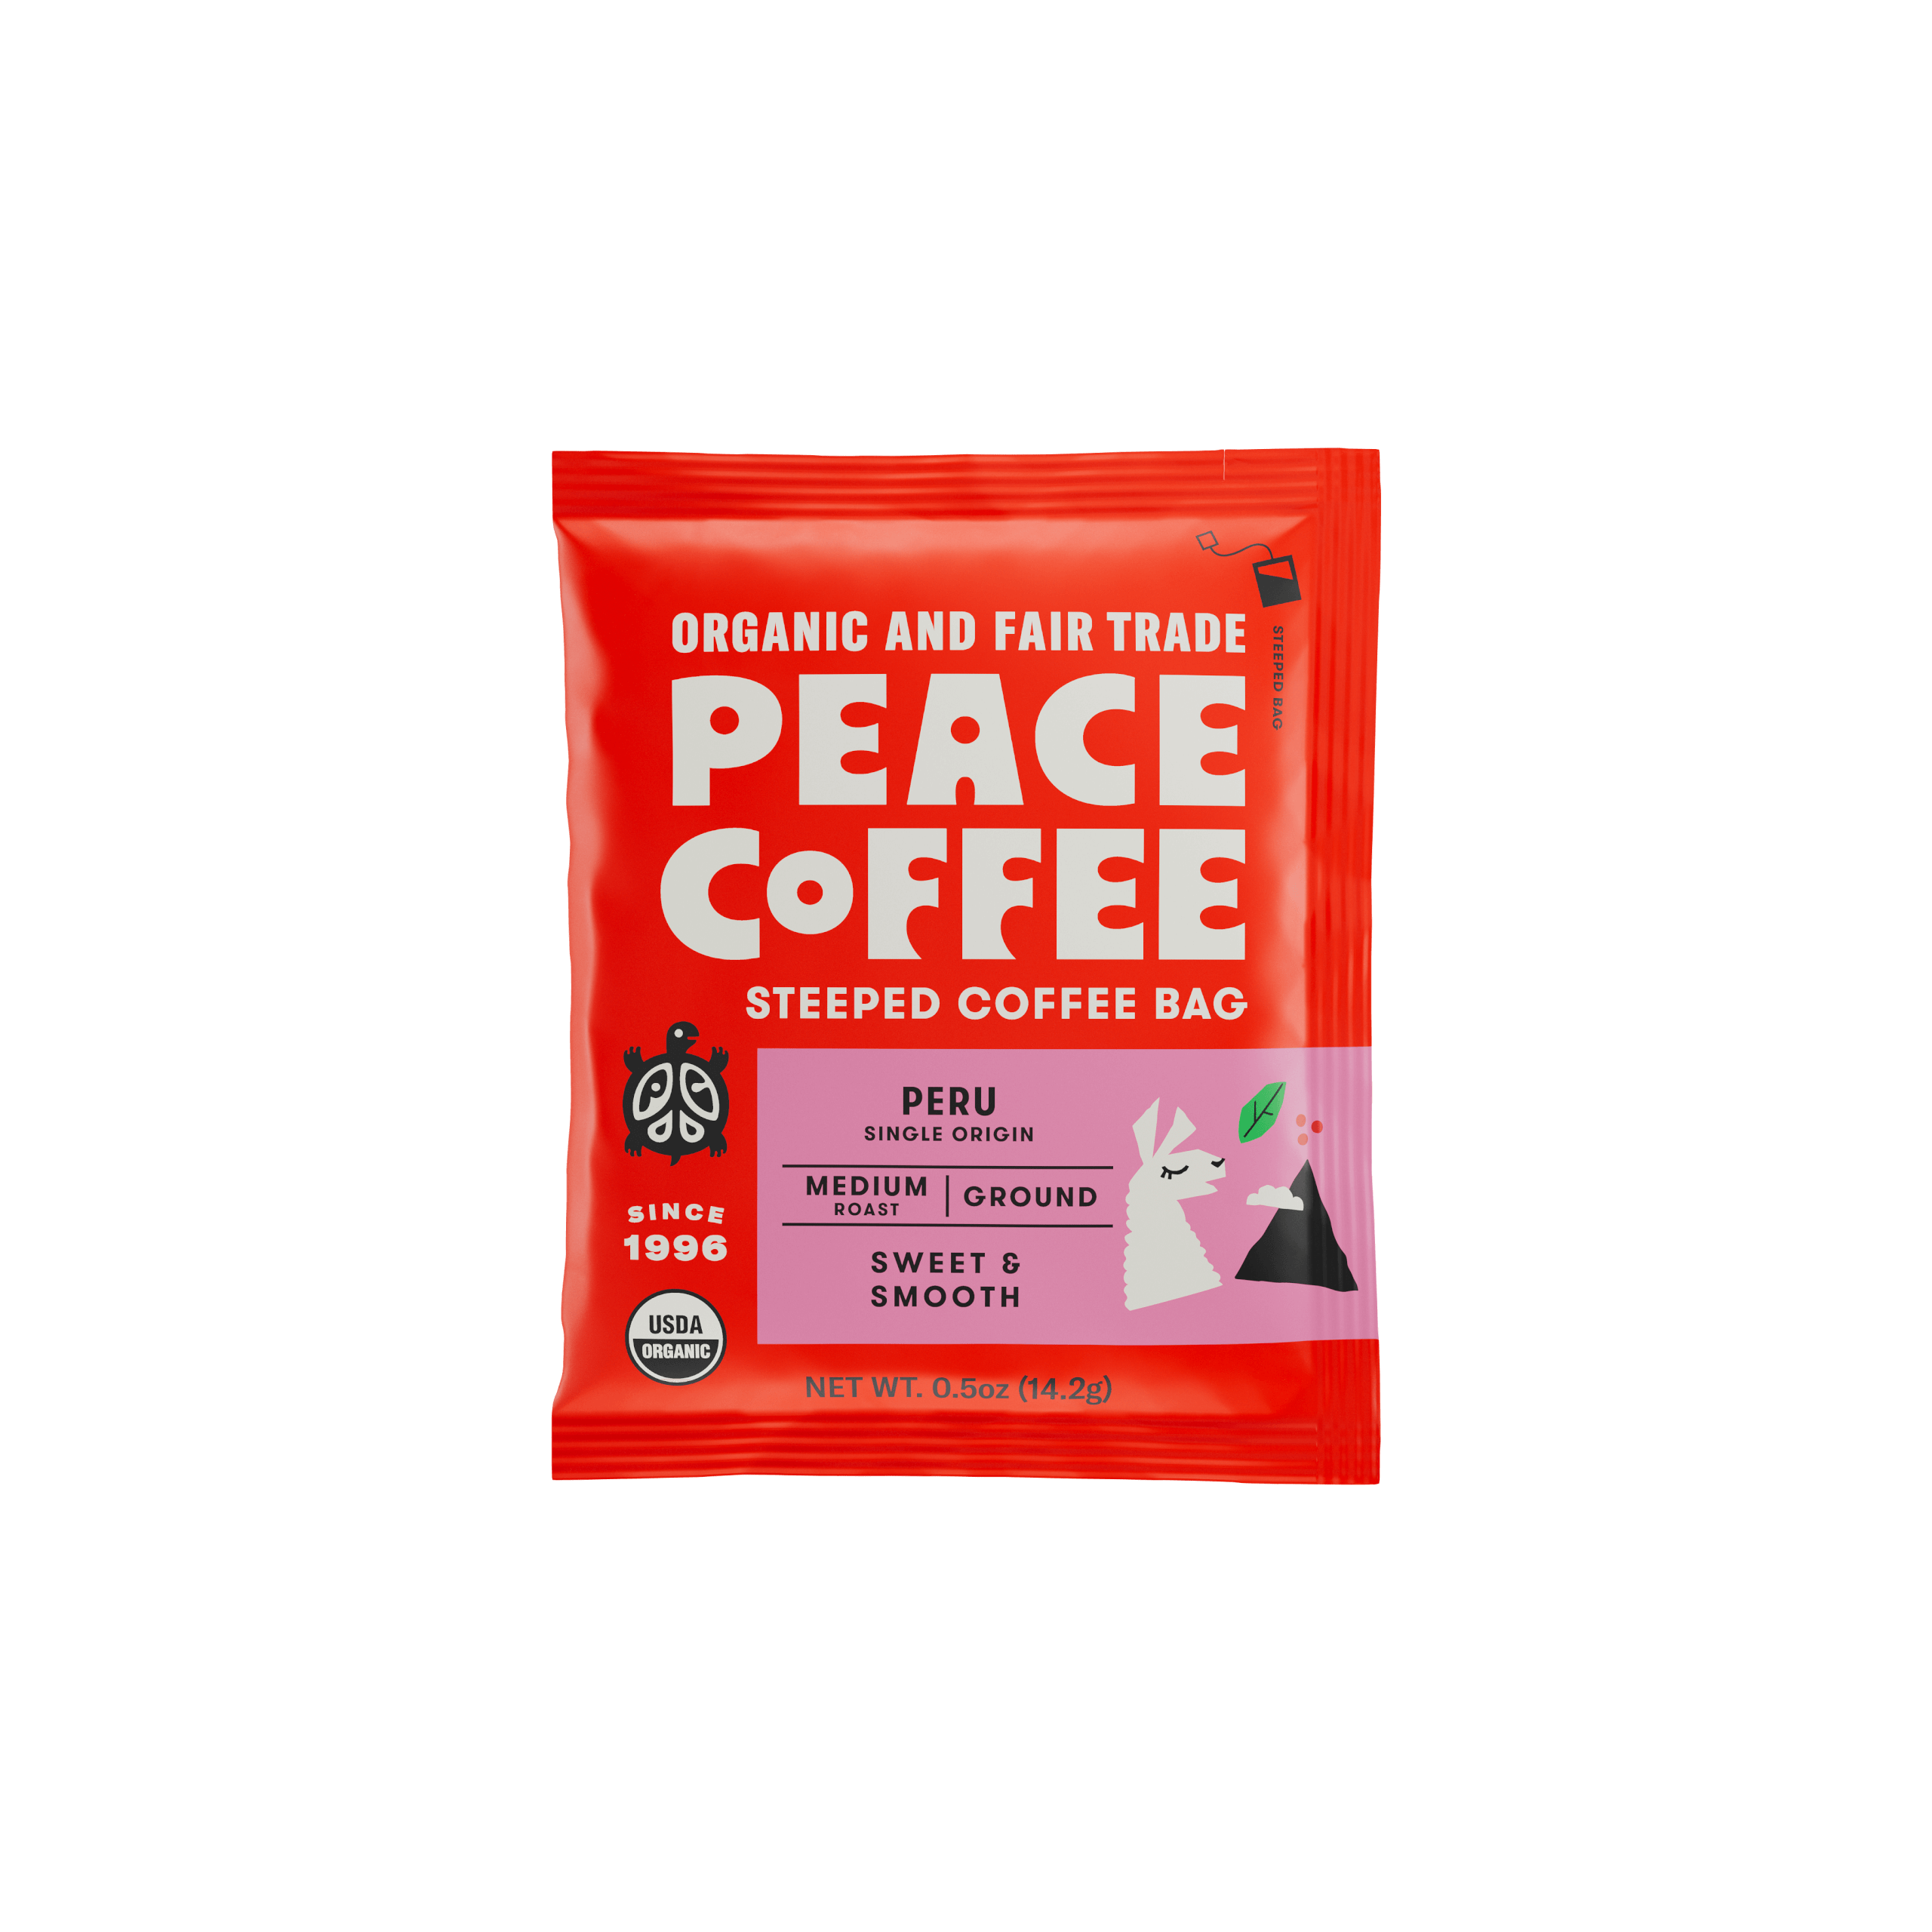 ORGANIC AND FAIR TRADE
PEACE
COFFEE
STEEPED COFFEE BAG
STEEPED BAG
PERU
SINGLE ORIGIN
MEDIUM
ROAST
GROUND
SWEET &
SMOOTH
SINCE
1996
USDA
ORGANIC
NET WT. 0.5oz (14.2g)